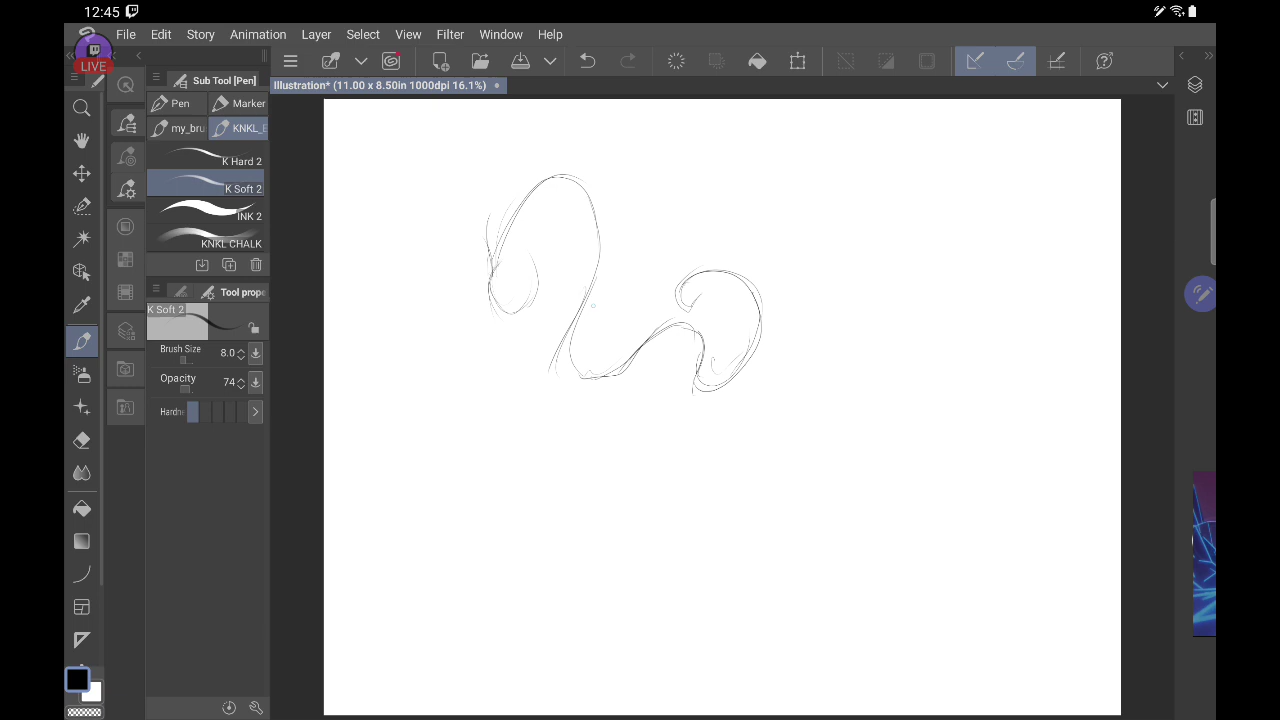 12:45
LIVE
File Edit Story Animation Layer Select View Filter Window Help
Illustration* (11.00 x 8.50in 1000dpi 16.1%)
Sub Tool [Pen]
Pen Marker
my_bru KNKL_E
K Hard 2
K Soft 2
INK 2
KNKL CHALK
Tool prope
K Soft 2
Brush Size 8.0
Opacity 74
Hardne